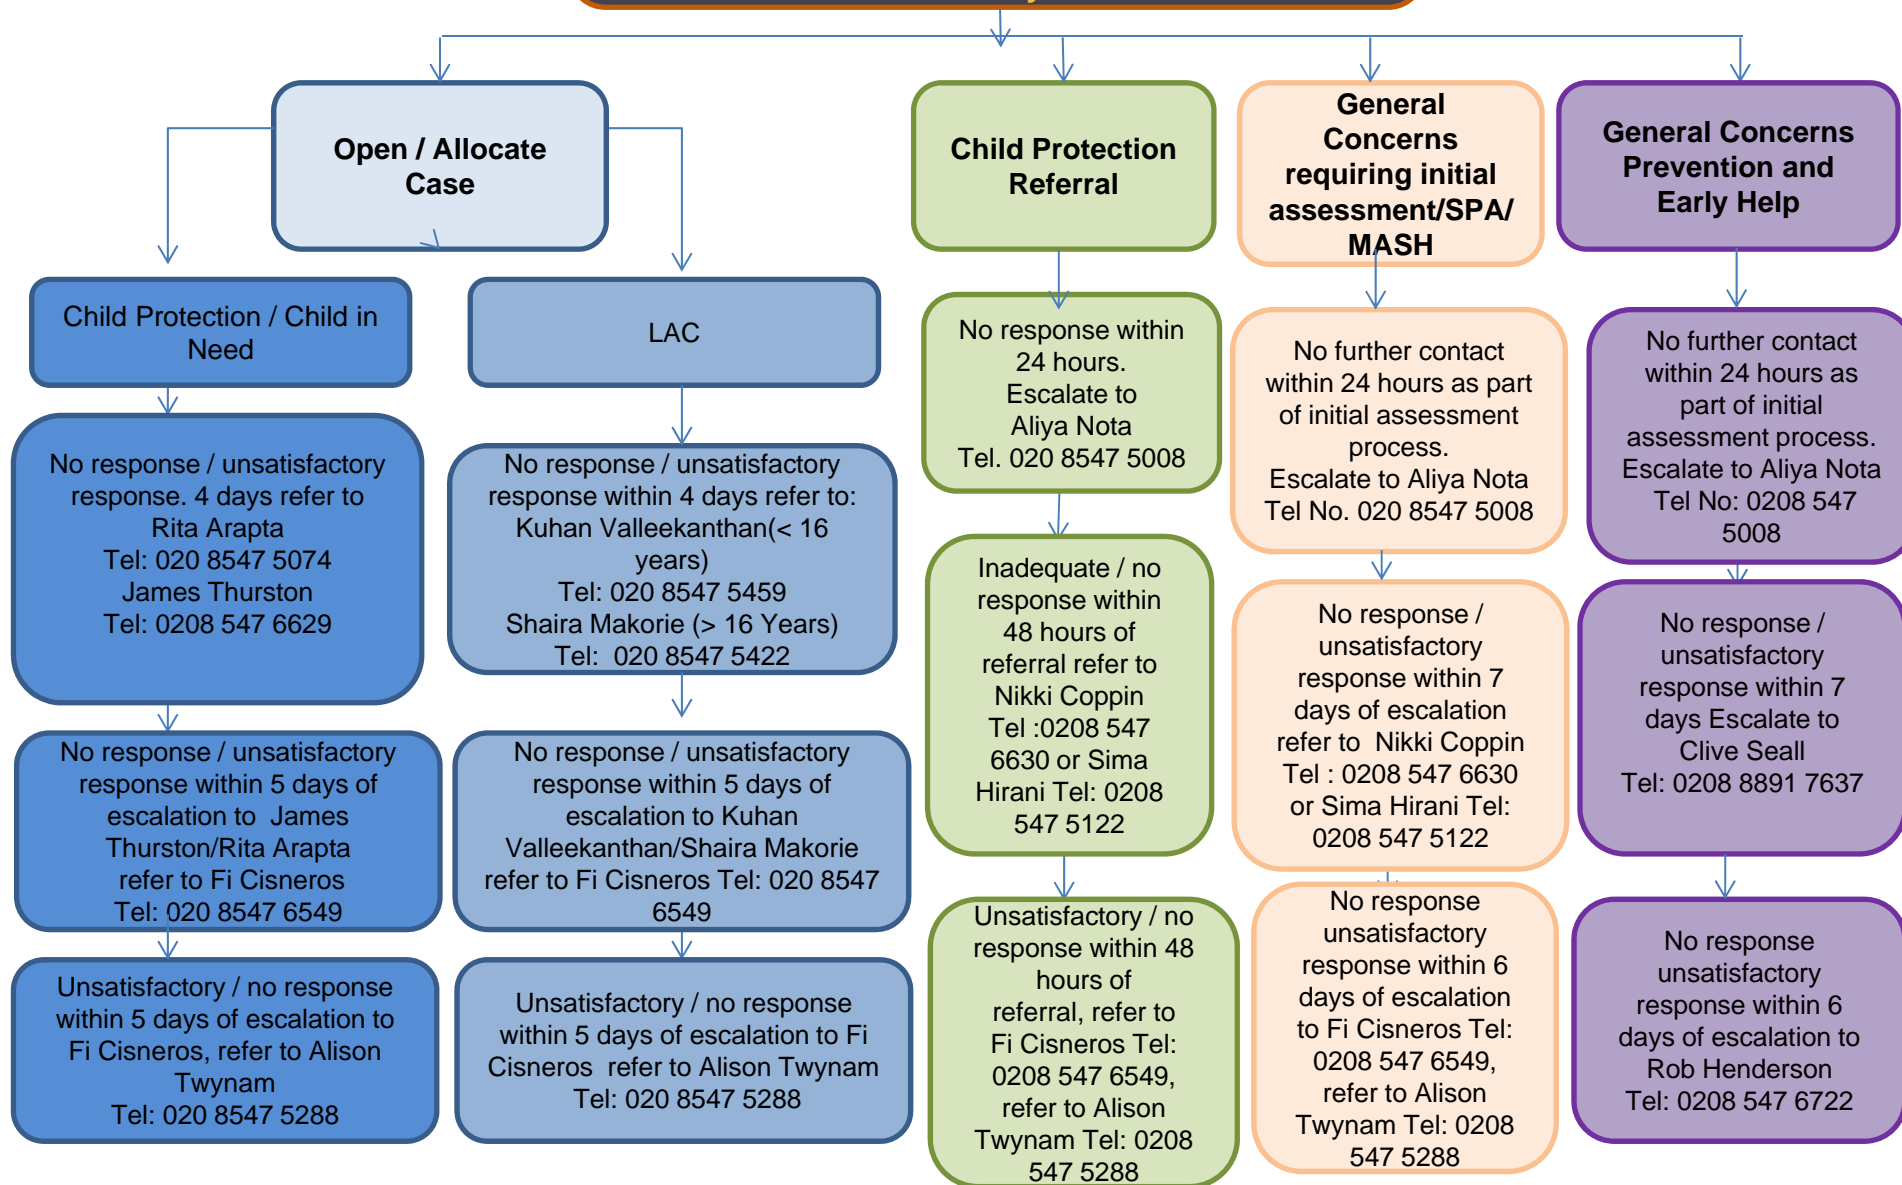 Open / Allocate
Case
Child Protection
Referral
General
Concerns
requiring initial
assessment/SPA/
MASH
General Concerns
Prevention and
Early Help
Child Protection / Child in
Need
LAC
No response / unsatisfactory
response. 4 days refer to
Rita Arapta
Tel: 020 8547 5074
James Thurston
Tel: 0208 547 6629
No response / unsatisfactory
response within 4 days refer to:
Kuhan Valleekanthan(< 16
years)
Tel: 020 8547 5459
Shaira Makorie (> 16 Years)
Tel:  020 8547 5422
No response within
24 hours.
Escalate to
Aliya Nota
Tel. 020 8547 5008
No further contact
within 24 hours as part
of initial assessment
process.
Escalate to Aliya Nota
Tel No. 020 8547 5008
No further contact
within 24 hours as
part of initial
assessment process.
Escalate to Aliya Nota
Tel No: 0208 547
5008
Inadequate / no
response within
48 hours of
referral refer to
Nikki Coppin
Tel :0208 547
6630 or Sima
Hirani Tel: 0208
547 5122
No response /
unsatisfactory
response within 7
days of escalation
refer to  Nikki Coppin
Tel : 0208 547 6630
or Sima Hirani Tel:
0208 547 5122
No response /
unsatisfactory
response within 7
days Escalate to
Clive Seall
Tel: 0208 8891 7637
No response / unsatisfactory
response within 5 days of
escalation to  James
Thurston/Rita Arapta
refer to Fi Cisneros
Tel: 020 8547 6549
No response / unsatisfactory
response within 5 days of
escalation to Kuhan
Valleekanthan/Shaira Makorie
refer to Fi Cisneros Tel: 020 8547
6549
Unsatisfactory / no
response within 48
hours of
referral, refer to
Fi Cisneros Tel:
0208 547 6549,
refer to Alison
Twynam Tel: 0208
547 5288
No response
unsatisfactory
response within 6
days of escalation
to Fi Cisneros Tel:
0208 547 6549,
refer to Alison
Twynam Tel: 0208
547 5288
No response
unsatisfactory
response within 6
days of escalation to
Rob Henderson
Tel: 0208 547 6722
Unsatisfactory / no response
within 5 days of escalation to
Fi Cisneros, refer to Alison
Twynam
Tel: 020 8547 5288
Unsatisfactory / no response
within 5 days of escalation to Fi
Cisneros  refer to Alison Twynam
Tel: 020 8547 5288